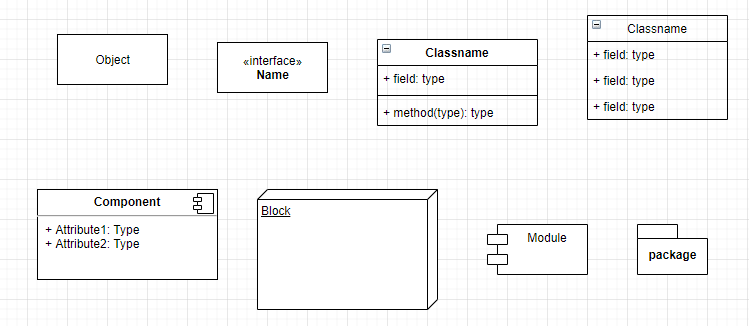 Object
«interface»
Name
Classname
+ field: type
+ method(type): type
Classname
+ field: type
+ field: type
+ field: type
Component
+ Attribute1: Type
+ Attribute2: Type
Block
Module
package